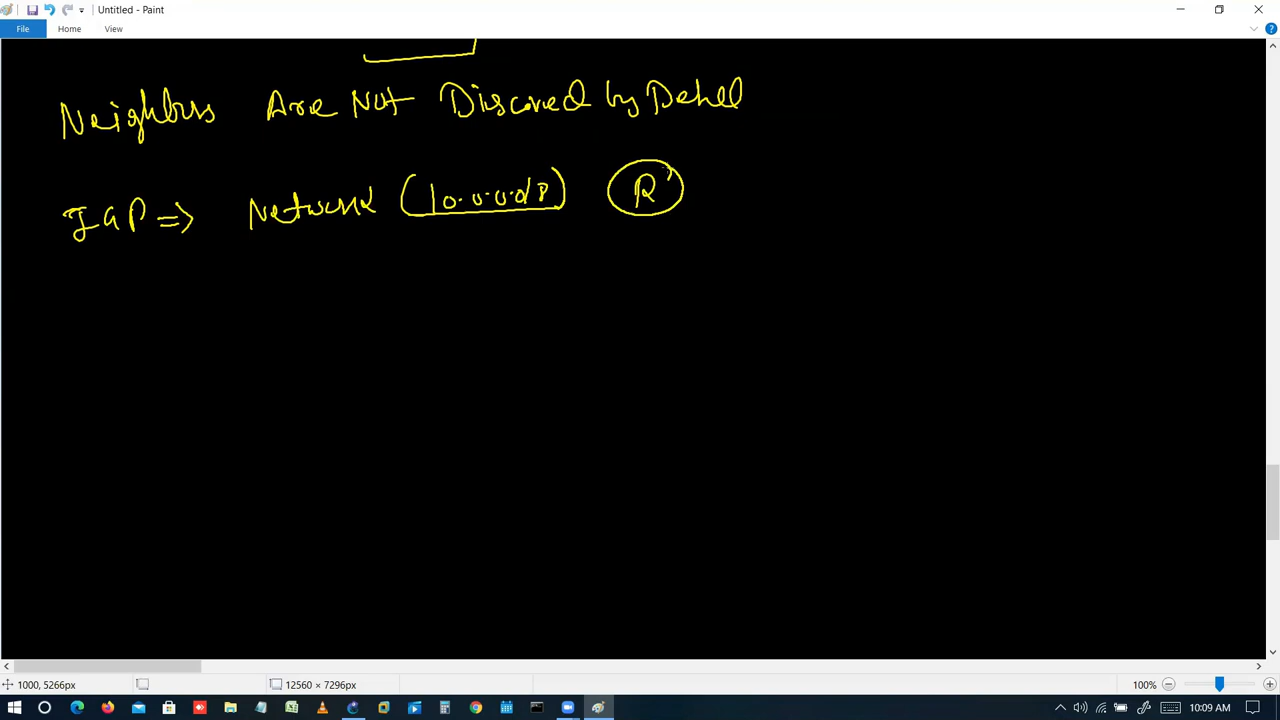 Untitled - Paint
File Home View
Neighbors Are Not Discovered by
IGP => Network (10.0.0.0/8) R
1000, 5266px 12560 × 7296px 100%
10:09 AM